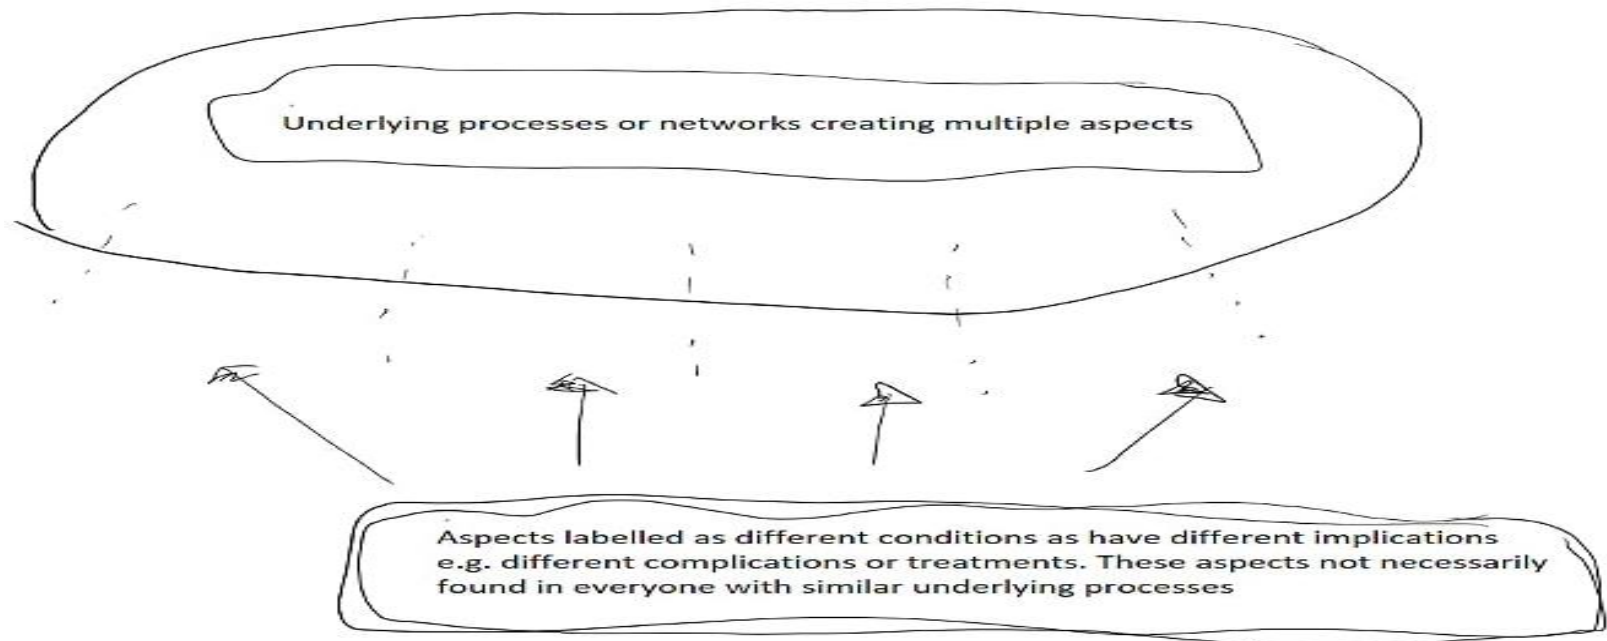 Underlying processes or networks creating multiple aspects
Aspects labelled as different conditions as have different implications
e.g. different complications or treatments. These aspects not necessarily
found in everyone with similar underlying processes